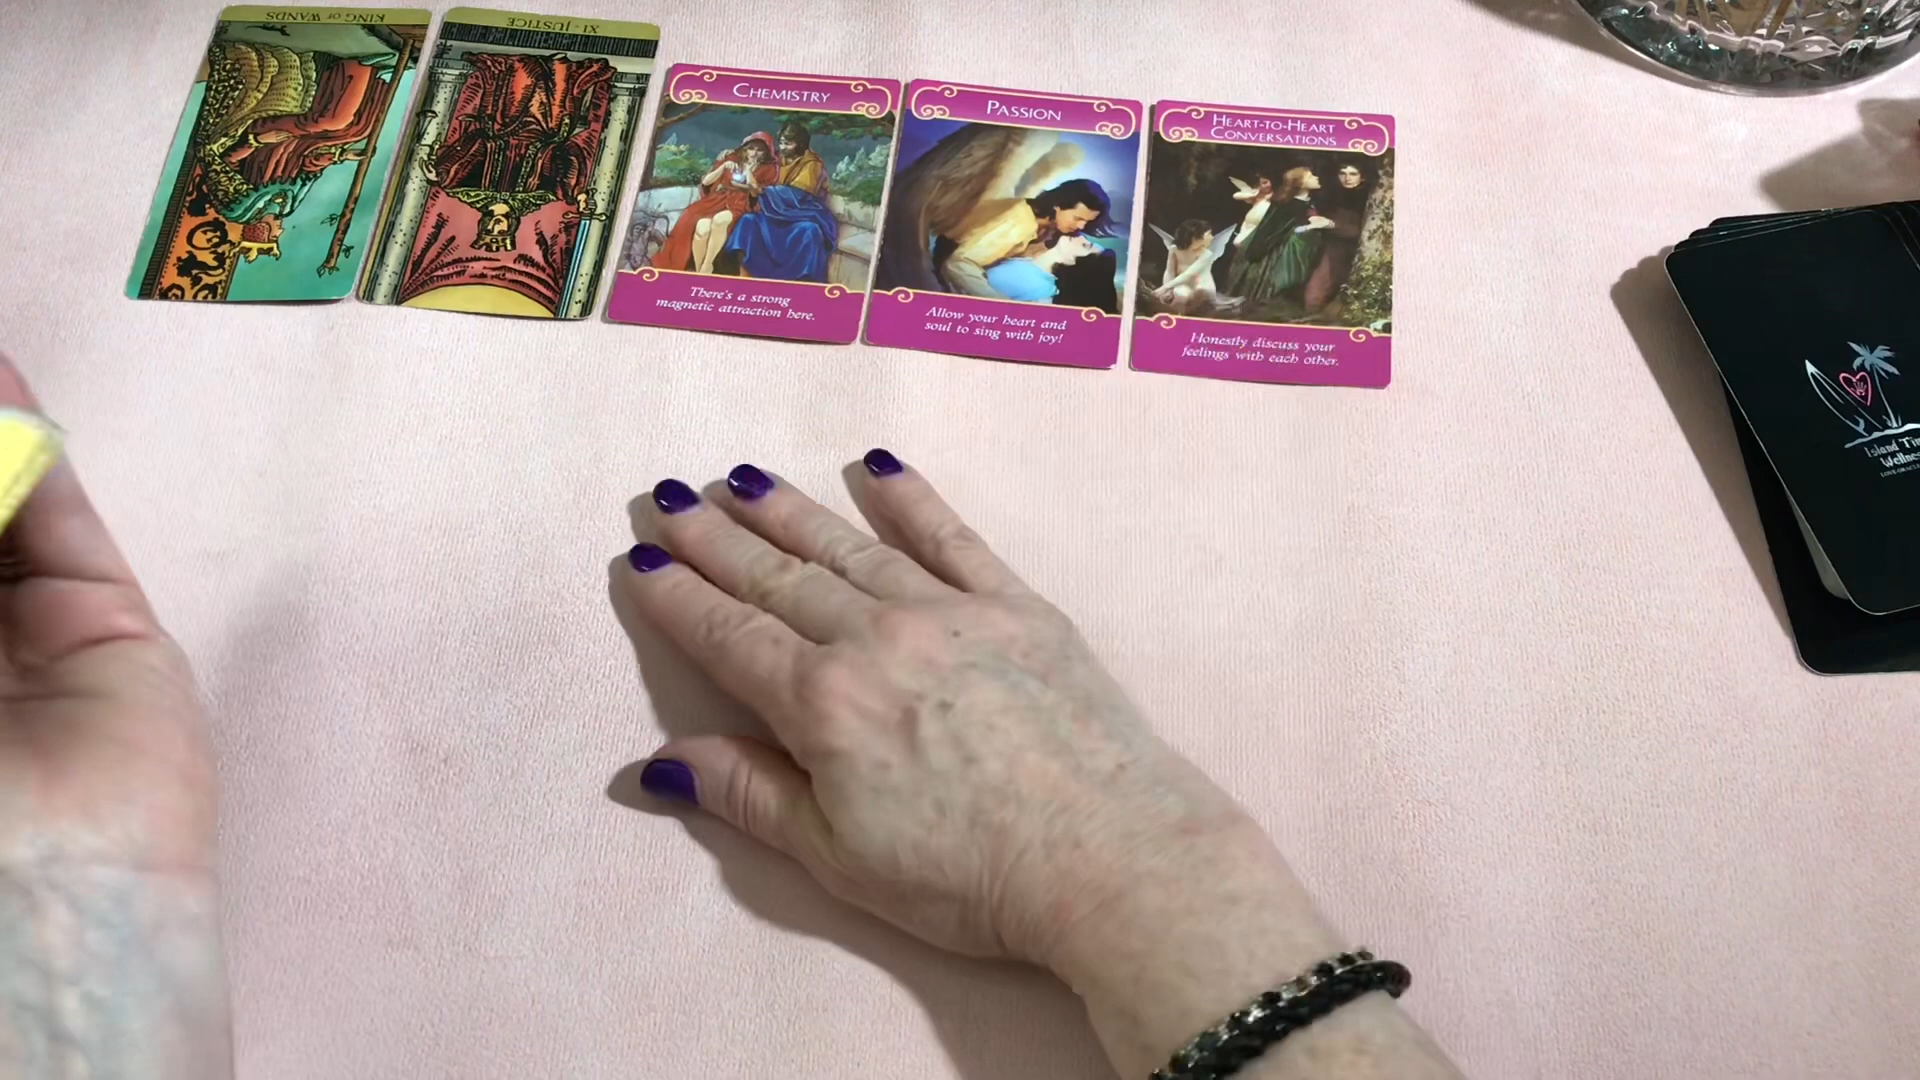 KING OF WANDS
XI · JUSTICE
CHEMISTRY
There's a strong
magnetic attraction here.
PASSION
Allow your heart and
soul to sing with joy!
HEART-TO-HEART
CONVERSATIONS
Honestly discuss your
feelings with each other.
Island